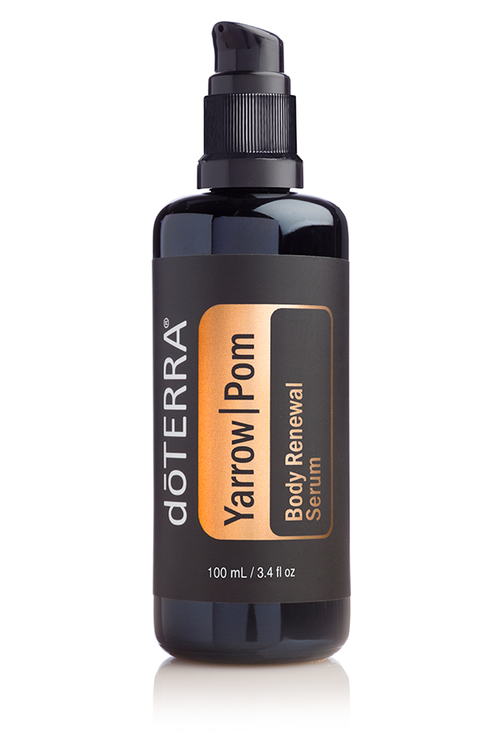 dōTERRA®
Yarrow|Pom
Body Renewal
Serum
100 mL / 3.4 fl oz